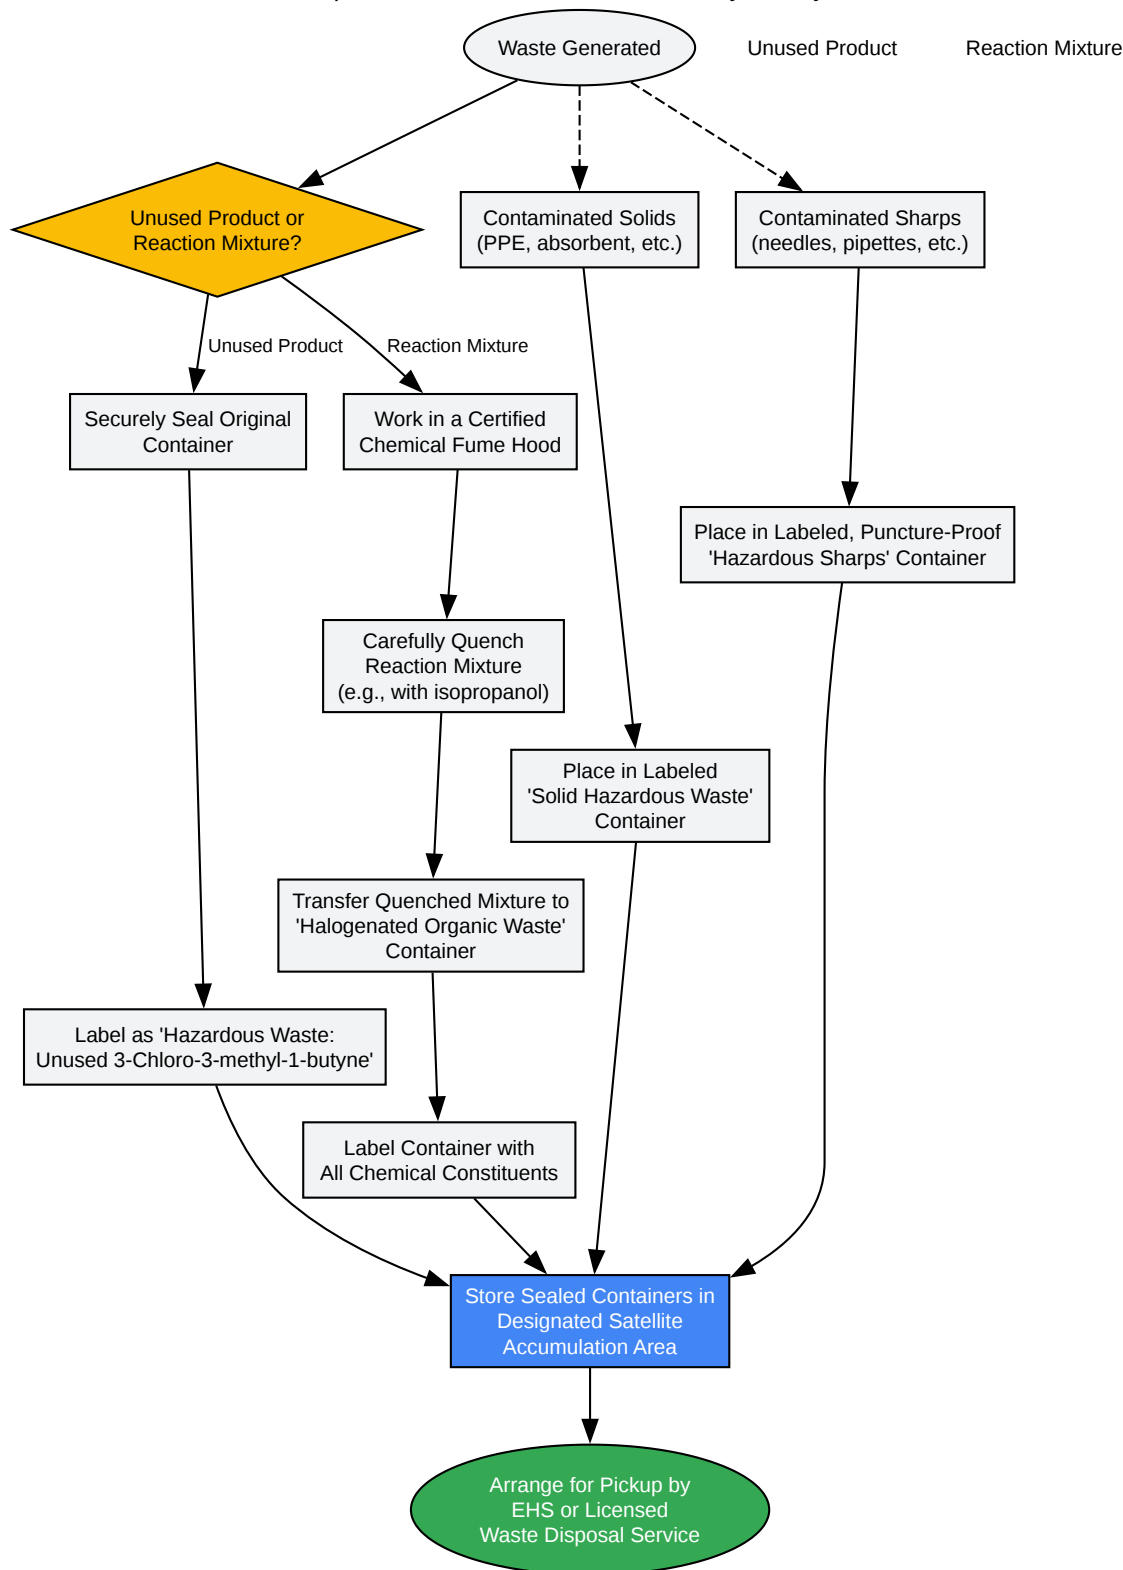 Waste Generated
Unused Product
Reaction Mixture
Unused Product or
Reaction Mixture?
Contaminated Solids
(PPE, absorbent, etc.)
Contaminated Sharps
(needles, pipettes, etc.)
Unused Product
Reaction Mixture
Securely Seal Original
Container
Work in a Certified
Chemical Fume Hood
Place in Labeled, Puncture-Proof
'Hazardous Sharps' Container
Carefully Quench
Reaction Mixture
(e.g., with isopropanol)
Place in Labeled
'Solid Hazardous Waste'
Container
Transfer Quenched Mixture to
'Halogenated Organic Waste'
Container
Label as 'Hazardous Waste:
Unused 3-Chloro-3-methyl-1-butyne'
Label Container with
All Chemical Constituents
Store Sealed Containers in
Designated Satellite
Accumulation Area
Arrange for Pickup by
EHS or Licensed
Waste Disposal Service